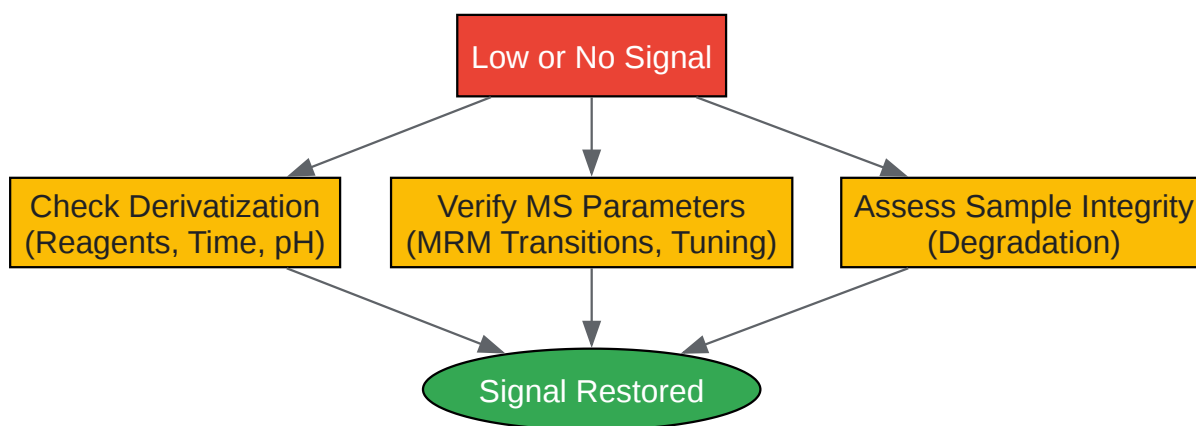 Low or No Signal
Check Derivatization
(Reagents, Time, pH)
Verify MS Parameters
(MRM Transitions, Tuning)
Assess Sample Integrity
(Degradation)
Signal Restored